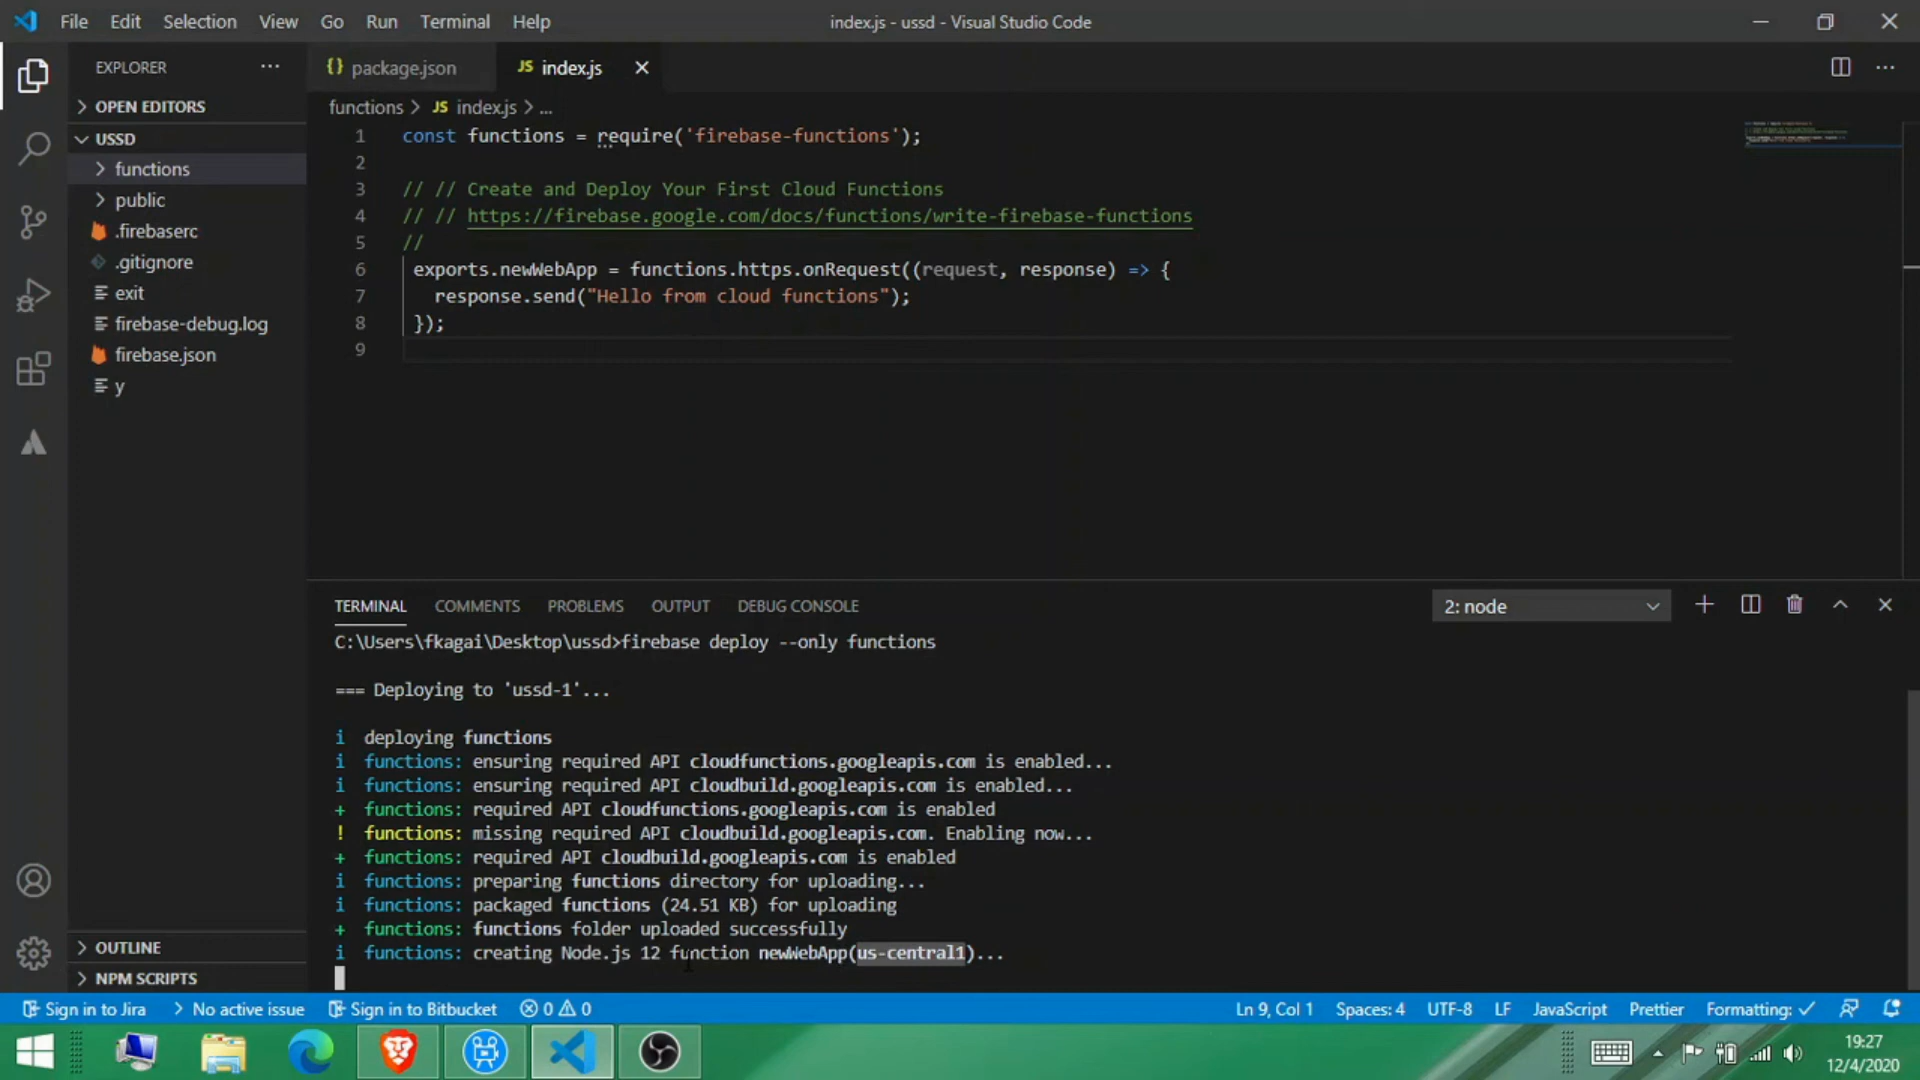 File Edit Selection View Go Run Terminal Help
index.js - ussd - Visual Studio Code
EXPLORER
OPEN EDITORS
USSD
functions
public
.firebaserc
.gitignore
exit
firebase-debug.log
firebase.json
y
OUTLINE
NPM SCRIPTS
{} package.json
JS index.js
functions > JS index.js > ...
1 const functions = require('firebase-functions');
2
3 // // Create and Deploy Your First Cloud Functions
4 // // https://firebase.google.com/docs/functions/write-firebase-functions
5 //
6 exports.newWebApp = functions.https.onRequest((request, response) => {
7 response.send("Hello from cloud functions");
8 });
9
TERMINAL COMMENTS PROBLEMS OUTPUT DEBUG CONSOLE
2: node
C:\Users\fkagai\Desktop\ussd>firebase deploy --only functions
=== Deploying to 'ussd-1'...
i deploying functions
i functions: ensuring required API cloudfunctions.googleapis.com is enabled...
i functions: ensuring required API cloudbuild.googleapis.com is enabled...
+ functions: required API cloudfunctions.googleapis.com is enabled
! functions: missing required API cloudbuild.googleapis.com. Enabling now...
+ functions: required API cloudbuild.googleapis.com is enabled
i functions: preparing functions directory for uploading...
i functions: packaged functions (24.51 KB) for uploading
+ functions: functions folder uploaded successfully
i functions: creating Node.js 12 function newWebApp(us-central1)...
Sign in to Jira > No active issue Sign in to Bitbucket 0 0
Ln 9, Col 1 Spaces: 4 UTF-8 LF JavaScript Prettier Formatting: ✓
19:27
12/4/2020